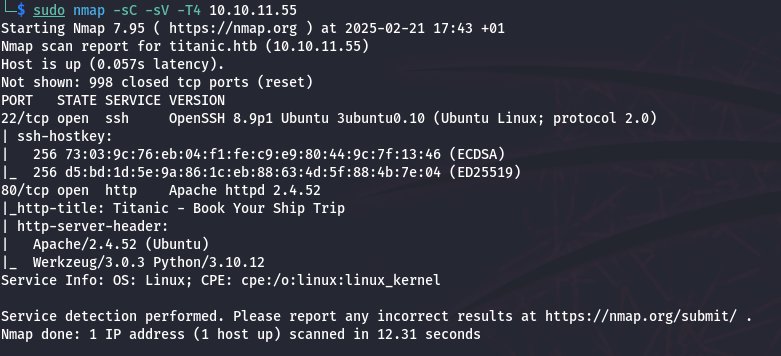 └─$ sudo nmap -sC -sV -T4 10.10.11.55
Starting Nmap 7.95 ( https://nmap.org ) at 2025-02-21 17:43 +01
Nmap scan report for titanic.htb (10.10.11.55)
Host is up (0.057s latency).
Not shown: 998 closed tcp ports (reset)
PORT   STATE SERVICE VERSION
22/tcp open  ssh     OpenSSH 8.9p1 Ubuntu 3ubuntu0.10 (Ubuntu Linux; protocol 2.0)
| ssh-hostkey:
|   256 73:03:9c:76:eb:04:f1:fe:c9:e9:80:44:9c:7f:13:46 (ECDSA)
|_  256 d5:bd:1d:5e:9a:86:1c:eb:88:63:4d:5f:88:4b:7e:04 (ED25519)
80/tcp open  http    Apache httpd 2.4.52
|_http-title: Titanic - Book Your Ship Trip
| http-server-header:
|   Apache/2.4.52 (Ubuntu)
|_  Werkzeug/3.0.3 Python/3.10.12
Service Info: OS: Linux; CPE: cpe:/o:linux:linux_kernel

Service detection performed. Please report any incorrect results at https://nmap.org/submit/ .
Nmap done: 1 IP address (1 host up) scanned in 12.31 seconds